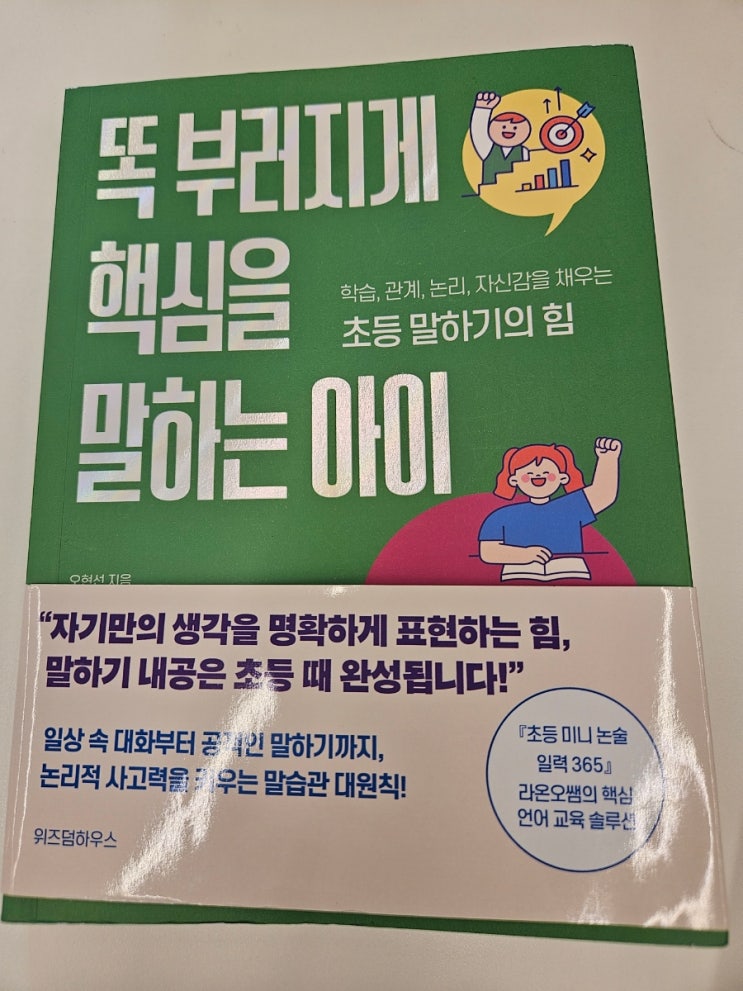 똑 부러지게
핵심을
말하는 아이
학습, 관계, 논리, 자신감을 채우는
초등 말하기의 힘
오현선 지음
“자기만의 생각을 명확하게 표현하는 힘,
말하기 내공은 초등 때 완성됩니다!”
일상 속 대화부터 공적인 말하기까지,
논리적 사고력을 키우는 말습관 대원칙!
『초등 미니 논술
일력 365』
라온오쌤의 핵심
언어 교육 솔루션
위즈덤하우스